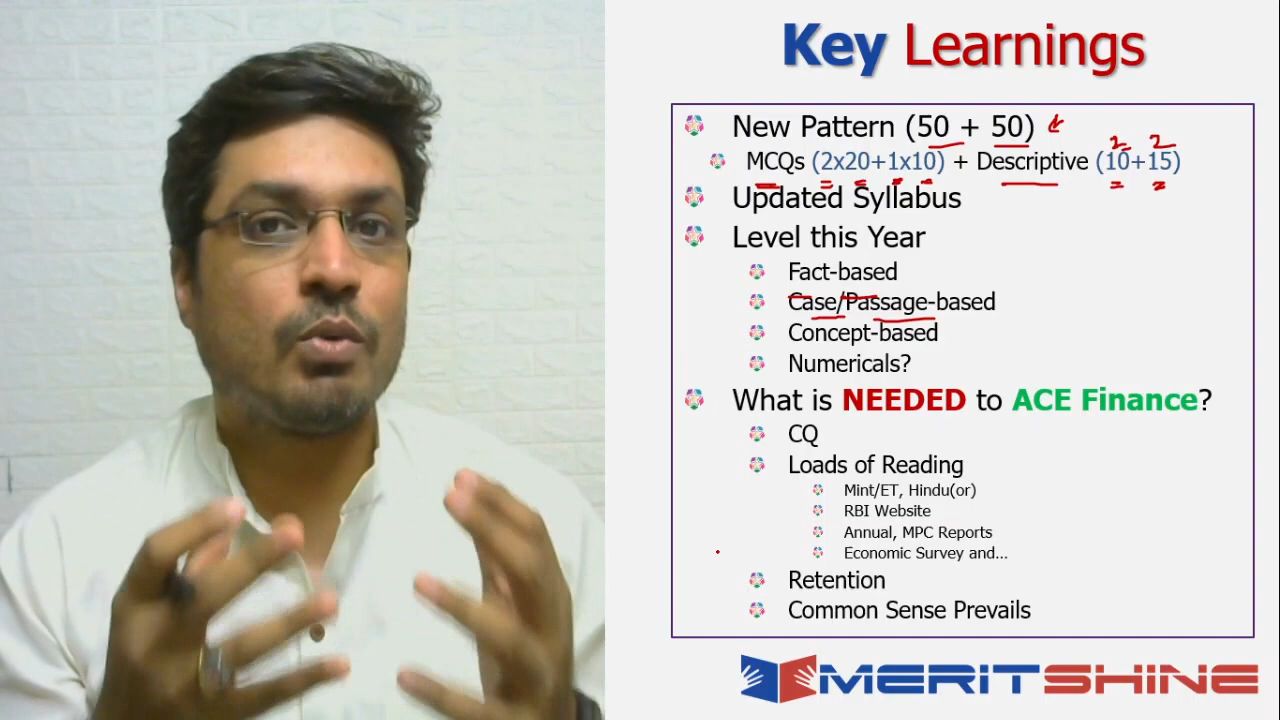 Key Learnings
New Pattern (50 + 50)
2 2
MCQs (2x20+1x10) + Descriptive (10+15)
Updated Syllabus
Level this Year
Fact-based
Case/Passage-based
Concept-based
Numericals?
What is NEEDED to ACE Finance?
CQ
Loads of Reading
Mint/ET, Hindu(or)
RBI Website
Annual, MPC Reports
Economic Survey and...
Retention
Common Sense Prevails
MERITSHINE